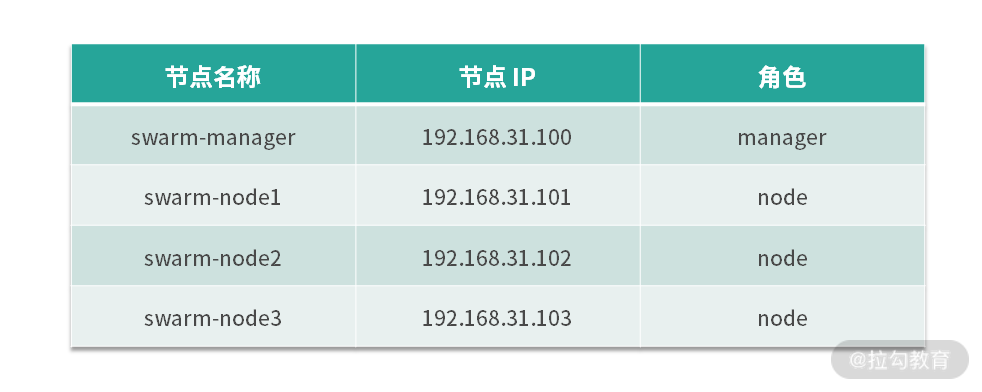 节点名称 节点 IP 角色
swarm-manager 192.168.31.100 manager
swarm-node1 192.168.31.101 node
swarm-node2 192.168.31.102 node
swarm-node3 192.168.31.103 node
@拉勾教育